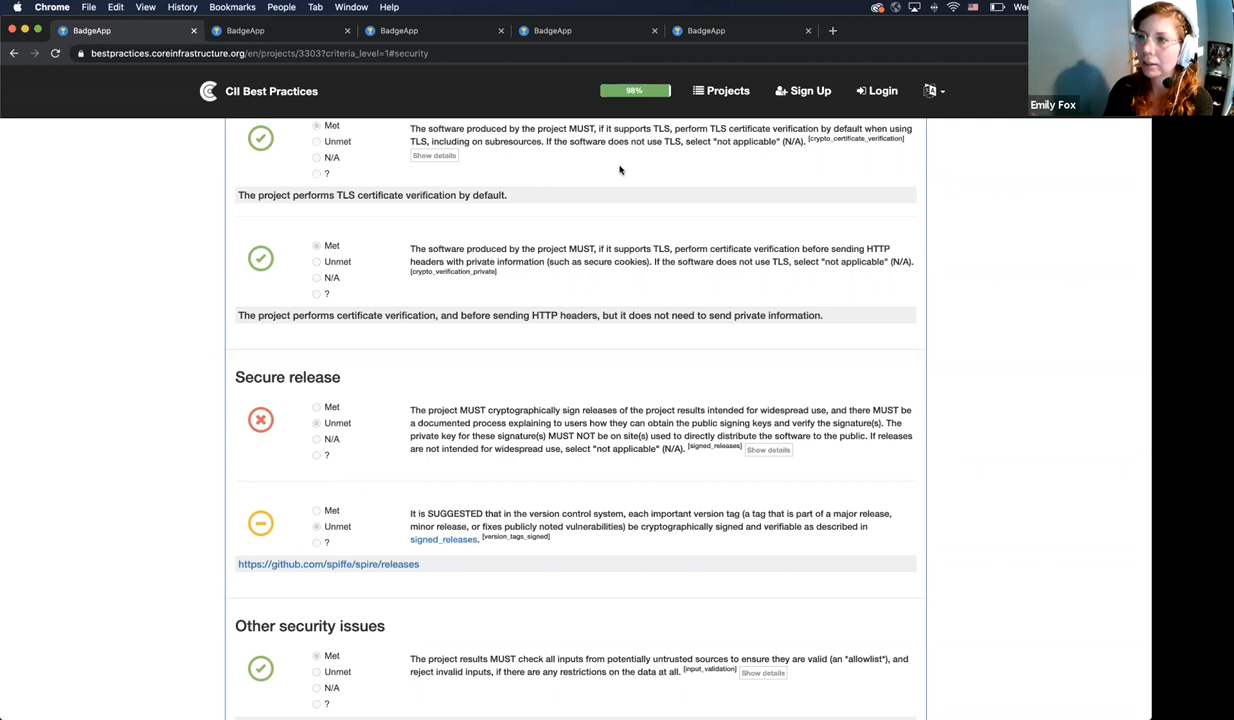 Chrome File Edit View History Bookmarks People Tab Window Help
BadgeApp BadgeApp BadgeApp BadgeApp BadgeApp
bestpractices.coreinfrastructure.org/en/projects/3303?criteria_level=1#security
CII Best Practices 98% Projects Sign Up Login
Emily Fox
Met
Unmet
N/A
?
The software produced by the project MUST, if it supports TLS, perform TLS certificate verification by default when using
TLS, including on subresources. If the software does not use TLS, select "not applicable" (N/A). [crypto_certificate_verification]
Show details
The project performs TLS certificate verification by default.
Met
Unmet
N/A
?
The software produced by the project MUST, if it supports TLS, perform certificate verification before sending HTTP
headers with private information (such as secure cookies). If the software does not use TLS, select "not applicable" (N/A).
[crypto_verification_private]
The project performs certificate verification, and before sending HTTP headers, but it does not need to send private information.
Secure release
Met
Unmet
N/A
?
The project MUST cryptographically sign releases of the project results intended for widespread use, and there MUST be
a documented process explaining to users how they can obtain the public signing keys and verify the signature(s). The
private key for these signature(s) MUST NOT be on site(s) used to directly distribute the software to the public. If releases
are not intended for widespread use, select "not applicable" (N/A). [signed_releases] Show details
Met
Unmet
?
It is SUGGESTED that in the version control system, each important version tag (a tag that is part of a major release,
minor release, or fixes publicly noted vulnerabilities) be cryptographically signed and verifiable as described in
signed_releases. [version_tags_signed]
https://github.com/spiffe/spire/releases
Other security issues
Met
Unmet
N/A
?
The project results MUST check all inputs from potentially untrusted sources to ensure they are valid (an *allowlist*), and
reject invalid inputs, if there are any restrictions on the data at all. [input_validation] Show details